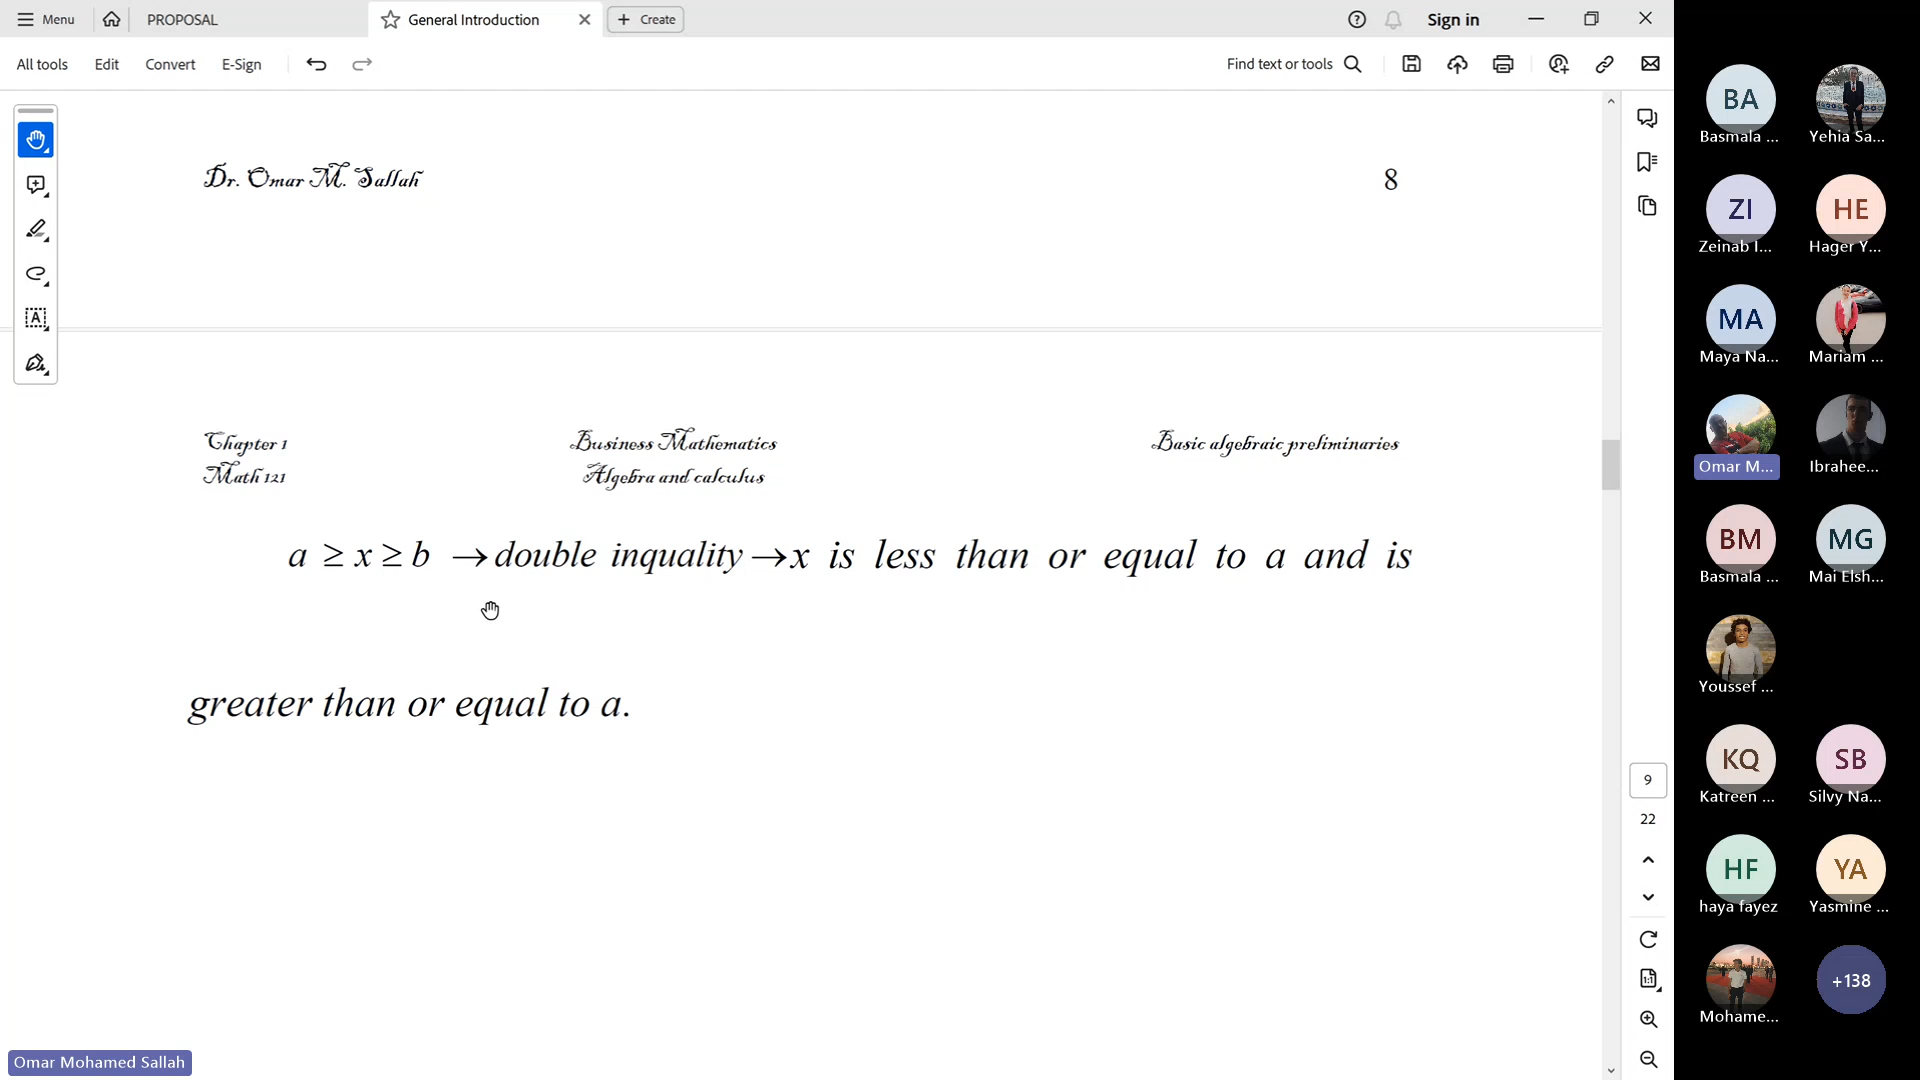 Menu
PROPOSAL
General Introduction
Create
Sign in
All tools
Edit
Convert
E-Sign
Find text or tools
Dr. Omar M. Sallah
8
Chapter 1
Business Mathematics
Basic algebraic preliminaries
Math 121
Algebra and calculus
a ≥ x ≥ b → double inquality → x is less than or equal to a and is
greater than or equal to a.
9
22
1:1
Omar Mohamed Sallah
BA
Basmala ...
Yehia Sa...
ZI
Zeinab I...
HE
Hager Y...
MA
Maya Na...
Mariam ...
Omar M...
Ibrahee...
BM
Basmala ...
MG
Mai Elsh...
Youssef ...
KQ
Katreen ...
SB
Silvy Na...
HF
haya fayez
YA
Yasmine ...
Mohame...
+138